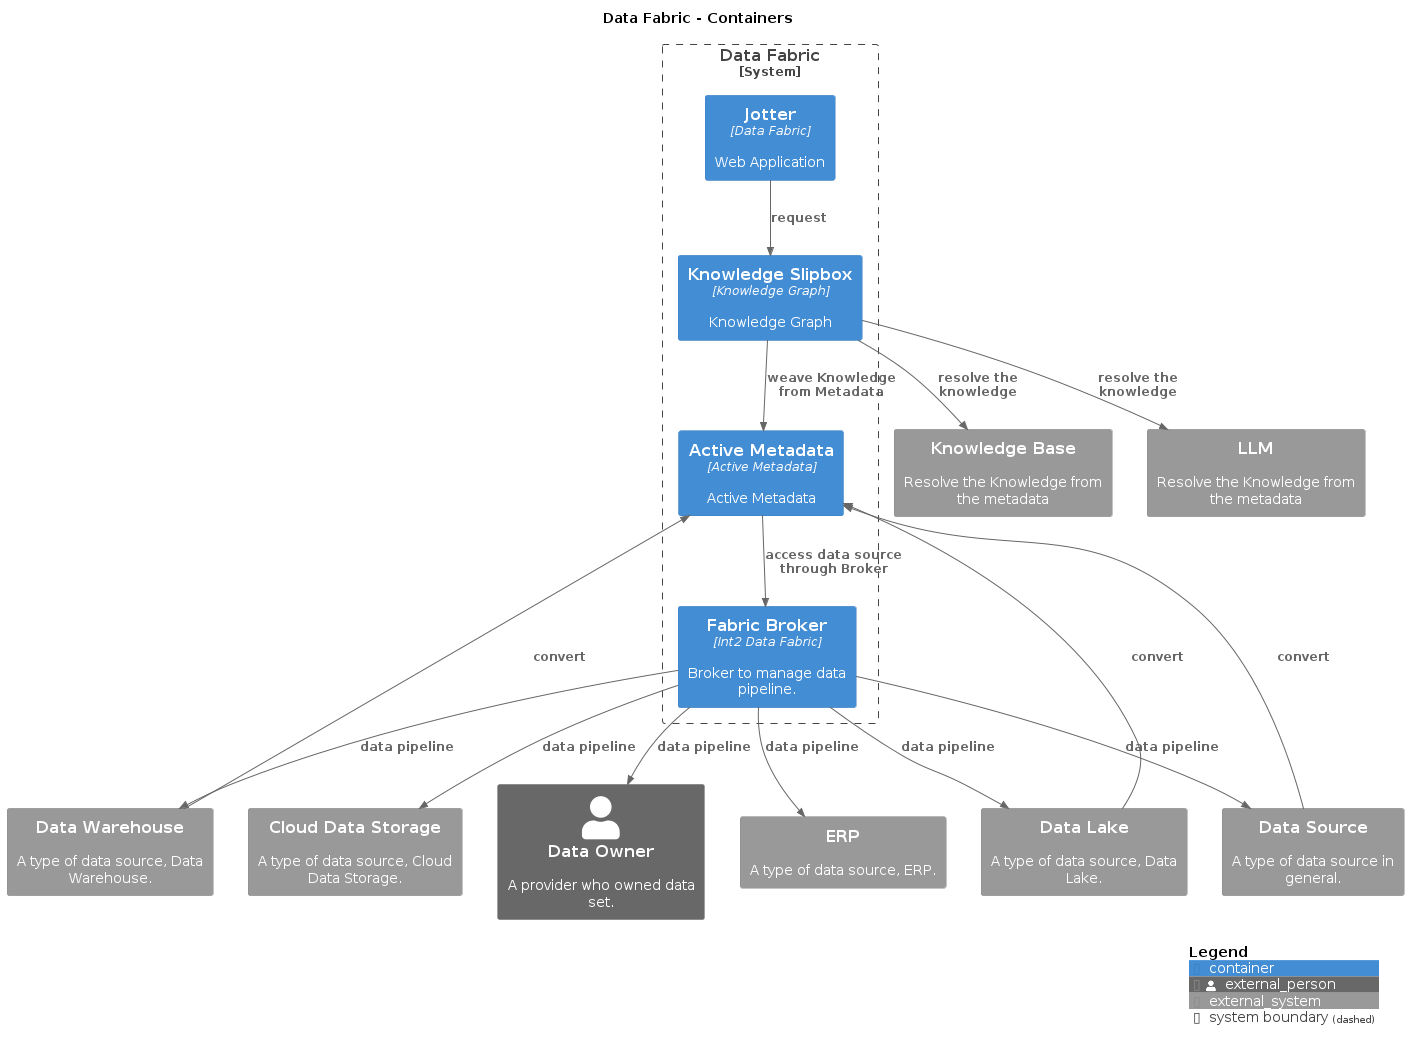 Data Fabric - Containers
Data Fabric
[System]
Jotter
[Data Fabric]
Web Application
request
Knowledge Slipbox
[Knowledge Graph]
Knowledge Graph
weave Knowledge
from Metadata
resolve the
knowledge
resolve the
knowledge
Active Metadata
[Active Metadata]
Active Metadata
Knowledge Base
Resolve the Knowledge from
the metadata
LLM
Resolve the Knowledge from
the metadata
access data source
through Broker
Fabric Broker
[Int2 Data Fabric]
Broker to manage data
pipeline.
convert
convert
convert
data pipeline
data pipeline
data pipeline
data pipeline
data pipeline
data pipeline
Data Warehouse
A type of data source, Data
Warehouse.
Cloud Data Storage
A type of data source, Cloud
Data Storage.
Data Owner
A provider who owned data
set.
ERP
A type of data source, ERP.
Data Lake
A type of data source, Data
Lake.
Data Source
A type of data source in
general.
Legend
container
external_person
external_system
system boundary (dashed)